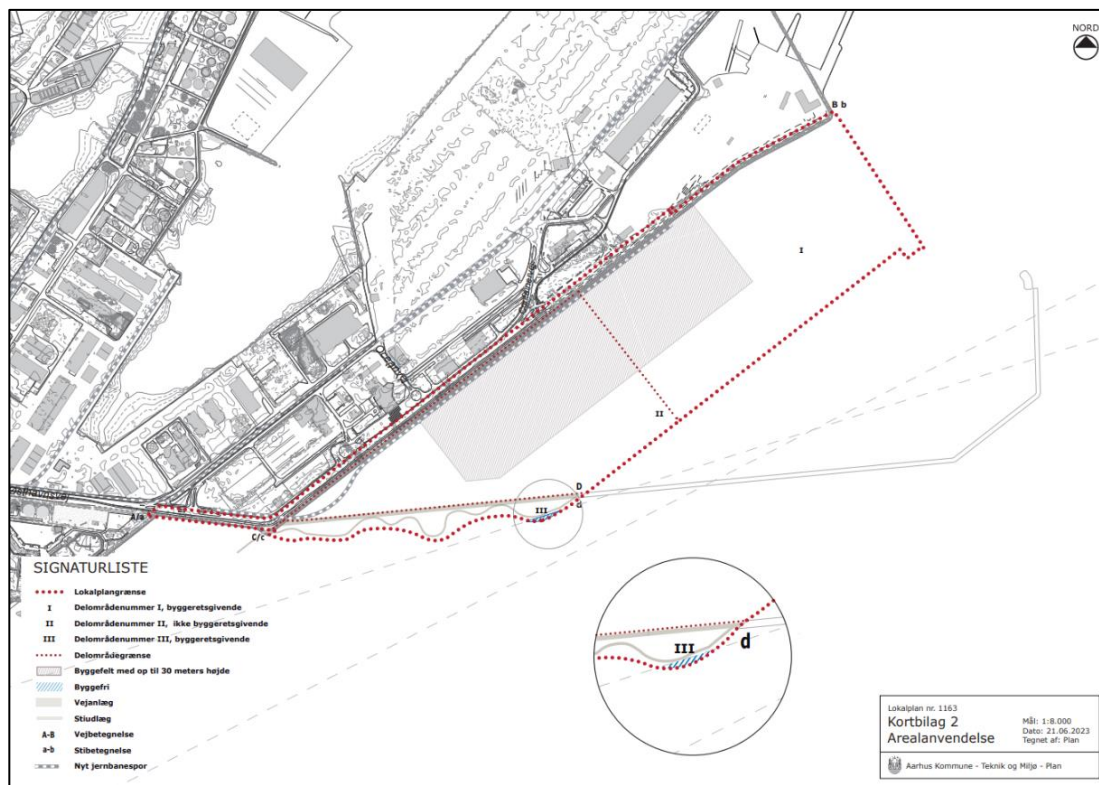 NORD
B b
I
II
D
d
III
A/a
C/c
SIGNATURLISTE
Lokalplangrænse
I Delområdenummer I, byggeretsgivende
II Delområdenummer II, ikke byggeretsgivende
III Delområdenummer III, byggeretsgivende
Delområdegrænse
Byggefelt med op til 30 meters højde
Byggefri
Vejanlæg
Stiudlæg
A-B Vejbetegnelse
a-b Stibetegnelse
Nyt jernbanespor
III
d
Lokalplan nr. 1163
Kortbilag 2
Arealanvendelse
Mål: 1:8.000
Dato: 21.06.2023
Tegnet af: Plan
Aarhus Kommune - Teknik og Miljø - Plan